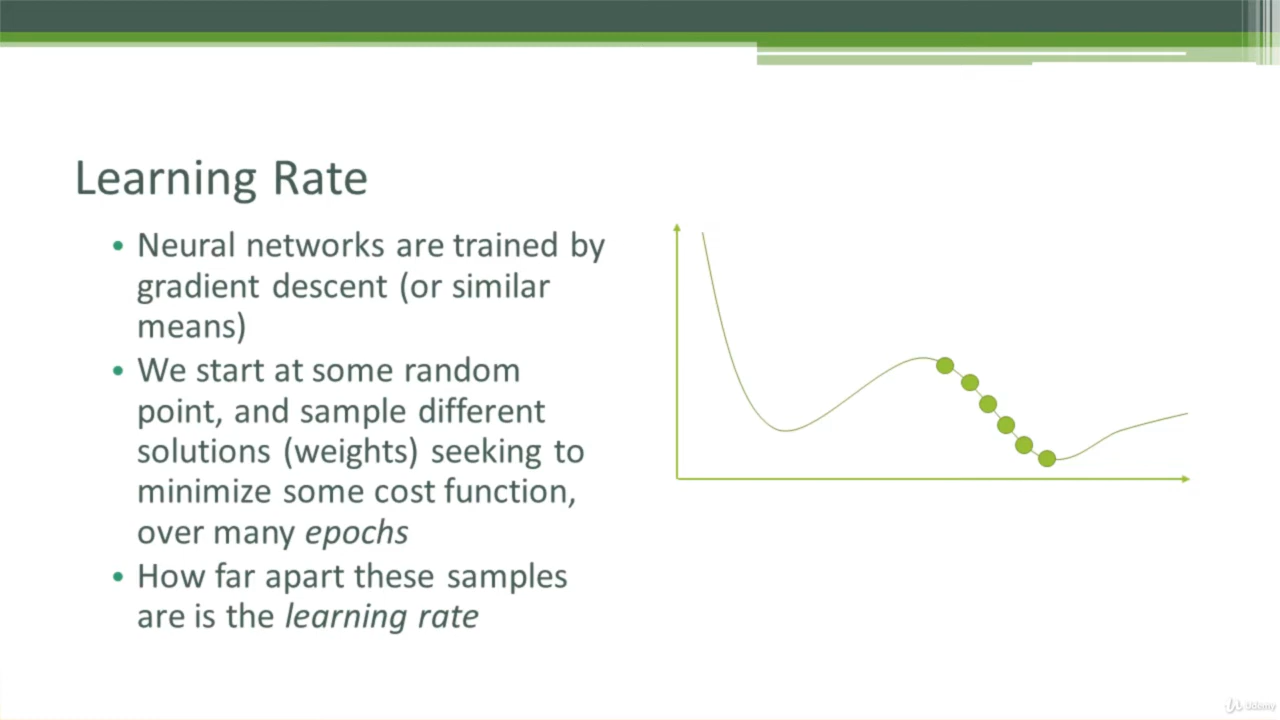 Learning Rate
• Neural networks are trained by
gradient descent (or similar
means)
• We start at some random
point, and sample different
solutions (weights) seeking to
minimize some cost function,
over many epochs
• How far apart these samples
are is the learning rate
Udemy